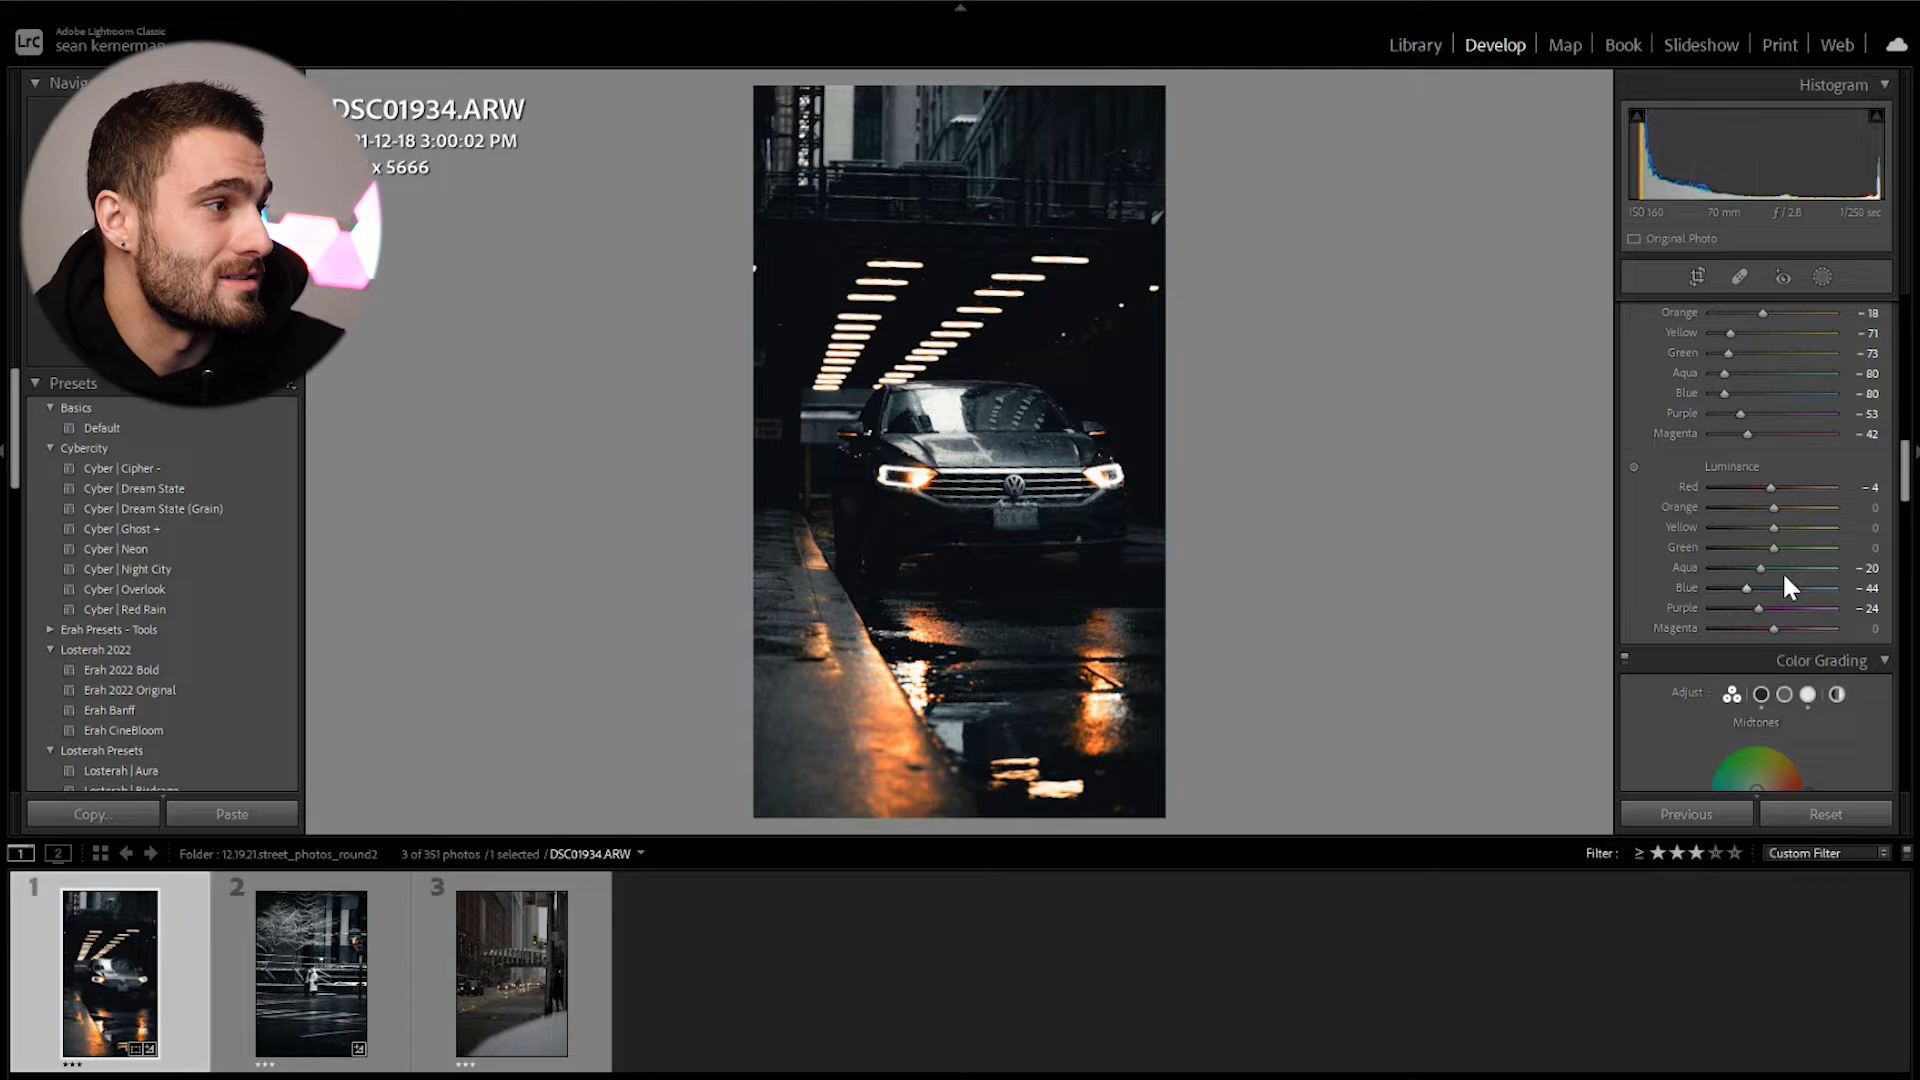 Lrc
Adobe Lightroom Classic
sean kernerman
Library | Develop | Map | Book | Slideshow | Print | Web |
DSC01934.ARW
1-12-18 3:00:02 PM
x 5666
Presets
Basics
Default
Cybercity
Cyber | Cipher -
Cyber | Dream State
Cyber | Dream State (Grain)
Cyber | Ghost +
Cyber | Neon
Cyber | Night City
Cyber | Overlook
Cyber | Red Rain
Erah Presets - Tools
Losterah 2022
Erah 2022 Bold
Erah 2022 Original
Erah Banff
Erah CineBloom
Losterah Presets
Losterah | Aura
Copy...
Paste
Histogram
ISO 160 70 mm ƒ / 2.8 1/250 sec
Original Photo
Orange - 18
Yellow - 71
Green - 73
Aqua - 80
Blue - 80
Purple - 53
Magenta - 42
Luminance
Red - 4
Orange 0
Yellow 0
Green 0
Aqua - 20
Blue - 44
Purple - 24
Magenta 0
Color Grading
Adjust :
Midtones
Previous
Reset
1 2 Folder : 12.19.21.street_photos_round2 3 of 351 photos / 1 selected / DSC01934.ARW
Filter : ≥ ★★★☆☆ Custom Filter
1 2 3